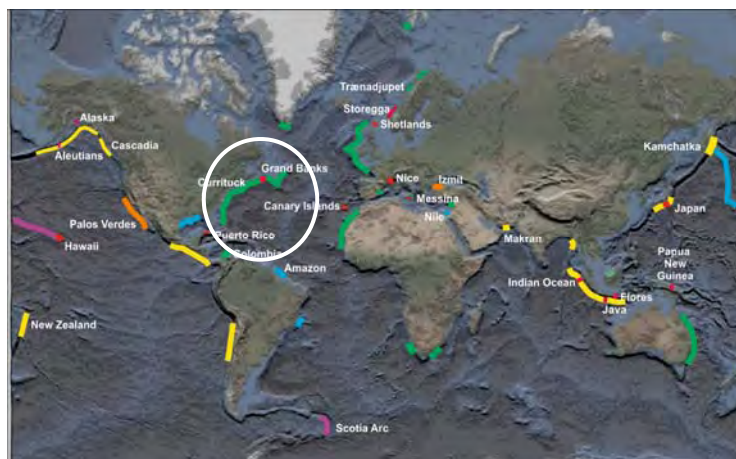 Trænadjupet
Storegga
Shetlands
Alaska
Aleutians
Cascadia
Grand Banks
Currituck
Kamchatka
Nice
Izmit
Messina
Canary Islands
Nile
Palos Verdes
Puerto Rico
Japan
Hawaii
Makran
Colombia
Amazon
Papua
New
Guinea
Indian Ocean
Flores
Java
New Zealand
Scotia Arc